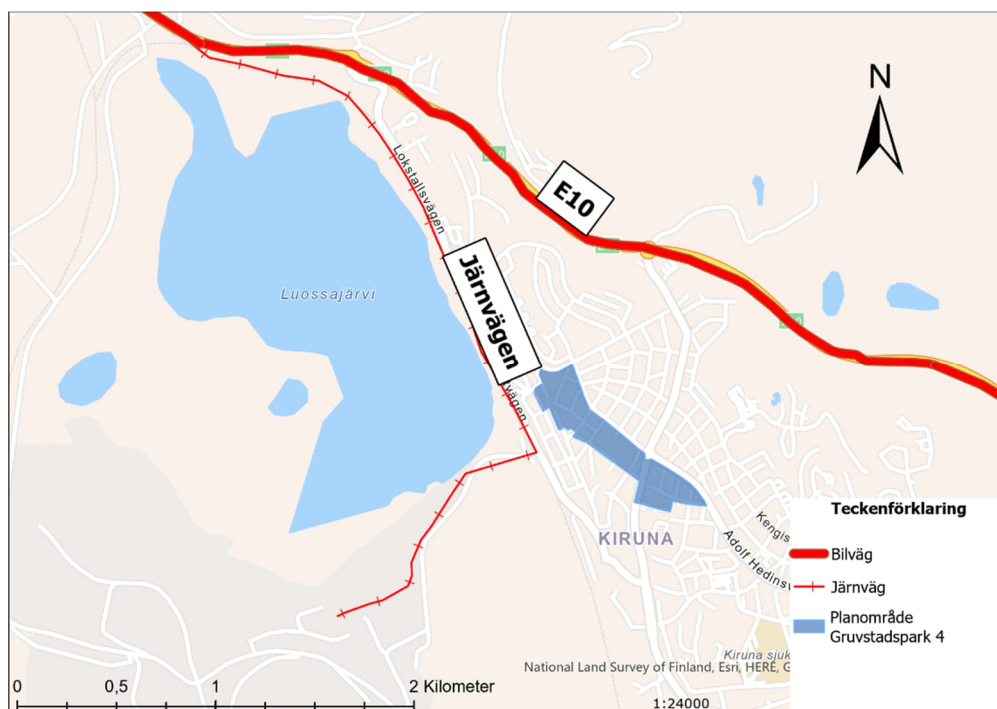 N
E10
Lokstallsvägen
Järnvägen
Luossajärvi
vägen
KIRUNA
Kengis
Adolf Hedinsv
Teckenförklaring
Bilväg
Järnväg
Planområde
Gruvstadspark 4
Kiruna sjuk
National Land Survey of Finland, Esri, HERE, G
0 0,5 1 2 Kilometer
1:24000